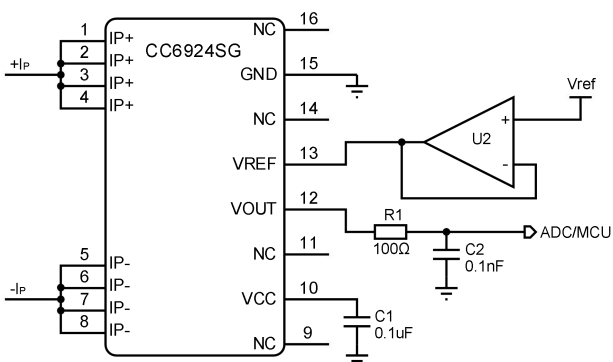 CC6924SG
+IP
1 IP+
2 IP+
3 IP+
4 IP+
-IP
5 IP-
6 IP-
7 IP-
8 IP-
NC 16
GND 15
NC 14
VREF 13
VOUT 12
NC 11
VCC 10
NC 9
Vref
+
U2
-
R1
100Ω
ADC/MCU
C2
0.1nF
C1
0.1uF